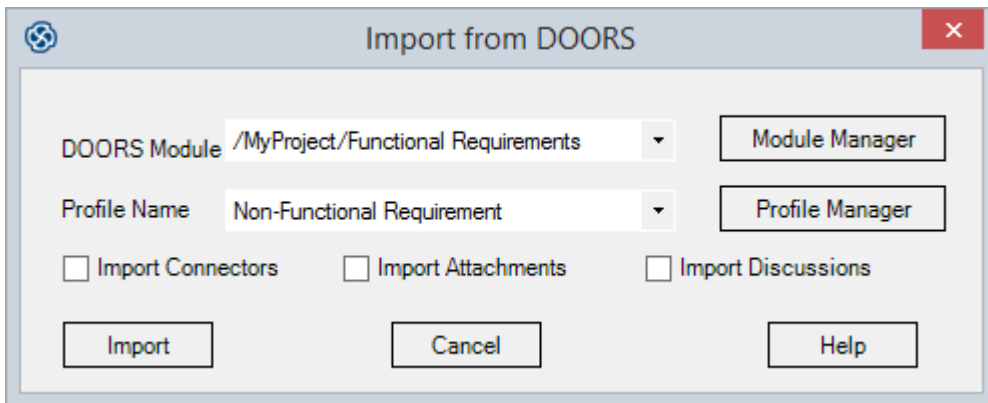 Import from DOORS
DOORS Module /MyProject/Functional Requirements Module Manager
Profile Name Non-Functional Requirement Profile Manager
Import Connectors Import Attachments Import Discussions
Import Cancel Help